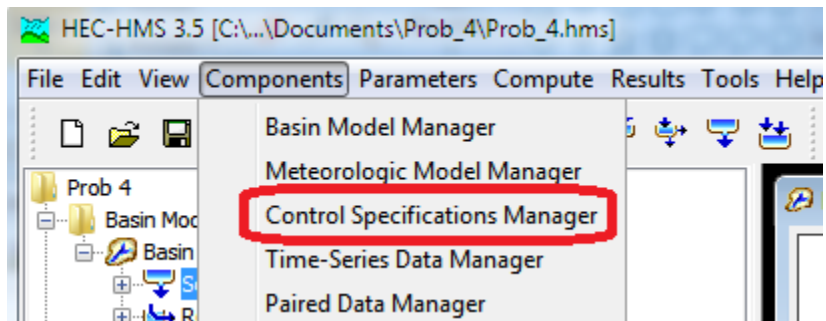 HEC-HMS 3.5 [C:\...\Documents\Prob_4\Prob_4.hms]
File Edit View Components Parameters Compute Results Tools Help
Basin Model Manager
Meteorologic Model Manager
Prob 4
Control Specifications Manager
Basin Mod
Basin
Time-Series Data Manager
Paired Data Manager